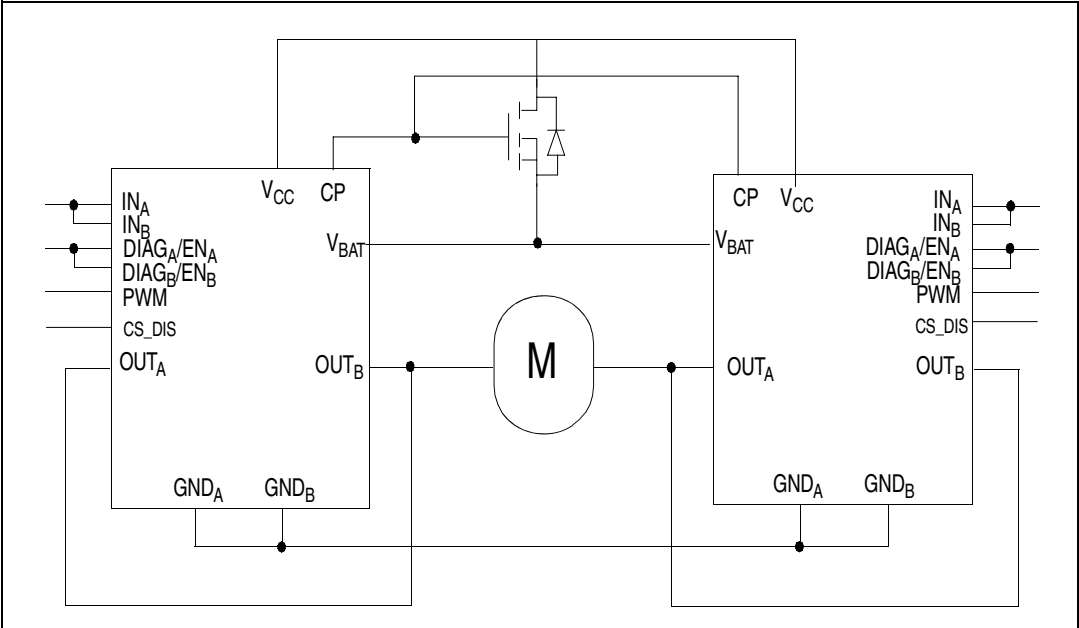 V_CC CP
IN_A
IN_B
V_BAT
DIAG_A/EN_A
DIAG_B/EN_B
PWM
CS_DIS
OUT_A
OUT_B
GND_A GND_B
M
CP V_CC
IN_A
IN_B
V_BAT
DIAG_A/EN_A
DIAG_B/EN_B
PWM
CS_DIS
OUT_A
OUT_B
GND_A GND_B